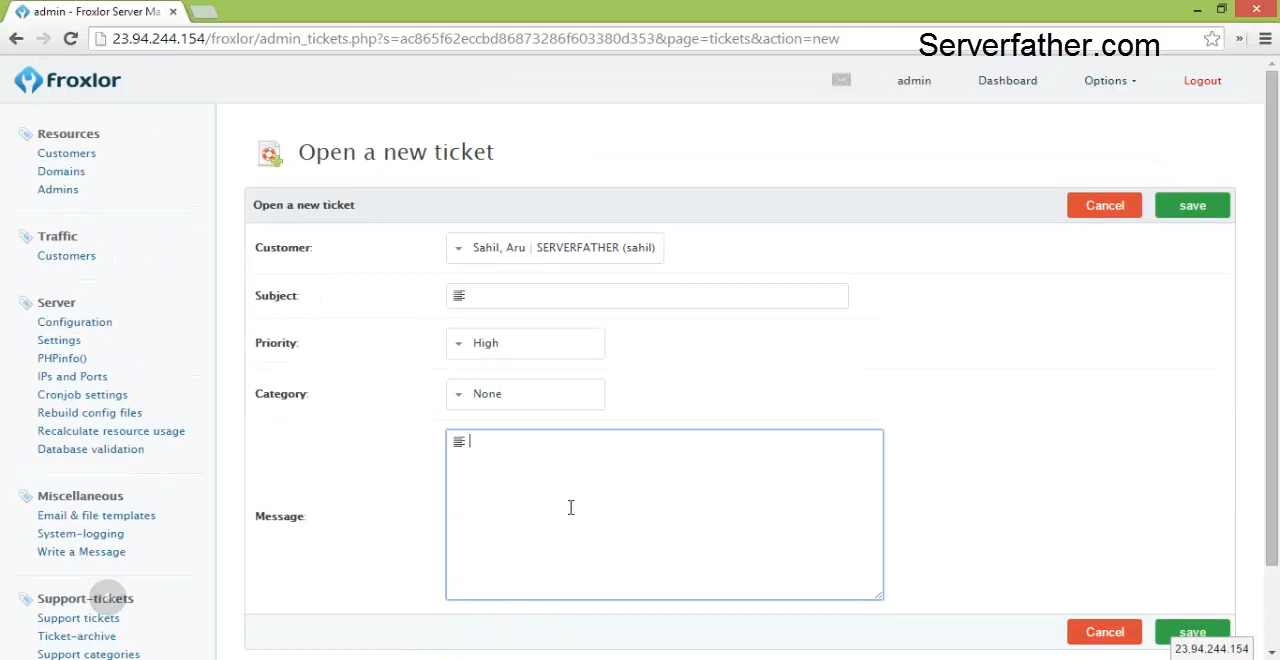 admin - Froxlor Server Ma
23.94.244.154/froxlor/admin_tickets.php?s=ac865f62eccbd86873286f603380d353&page=tickets&action=new
Serverfather.com
froxlor
admin
Dashboard
Options
Logout
Resources
Customers
Domains
Admins
Traffic
Customers
Server
Configuration
Settings
PHPinfo()
IPs and Ports
Cronjob settings
Rebuild config files
Recalculate resource usage
Database validation
Miscellaneous
Email & file templates
System-logging
Write a Message
Support-tickets
Support tickets
Ticket-archive
Support categories
Open a new ticket
Open a new ticket
Cancel
save
Customer:
Sahil, Aru | SERVERFATHER (sahil)
Subject:
Priority:
High
Category:
None
Message:
Cancel
save
23.94.244.154